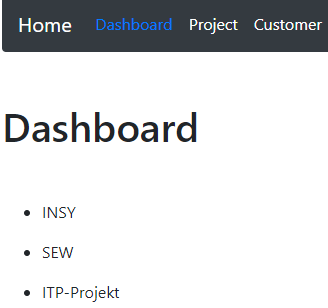 Home Dashboard Project Customer
Dashboard
INSY
SEW
ITP-Projekt